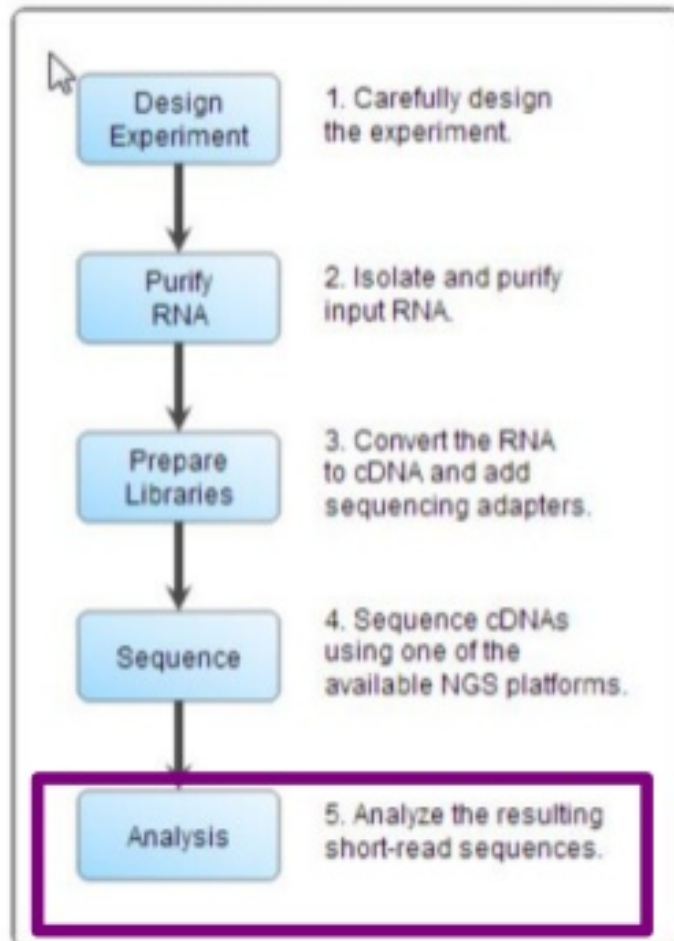 Design
Experiment
1. Carefully design
the experiment.
Purify
RNA
2. Isolate and purify
input RNA.
Prepare
Libraries
3. Convert the RNA
to cDNA and add
sequencing adapters.
Sequence
4. Sequence cDNAs
using one of the
available NGS platforms.
Analysis
5. Analyze the resulting
short-read sequences.